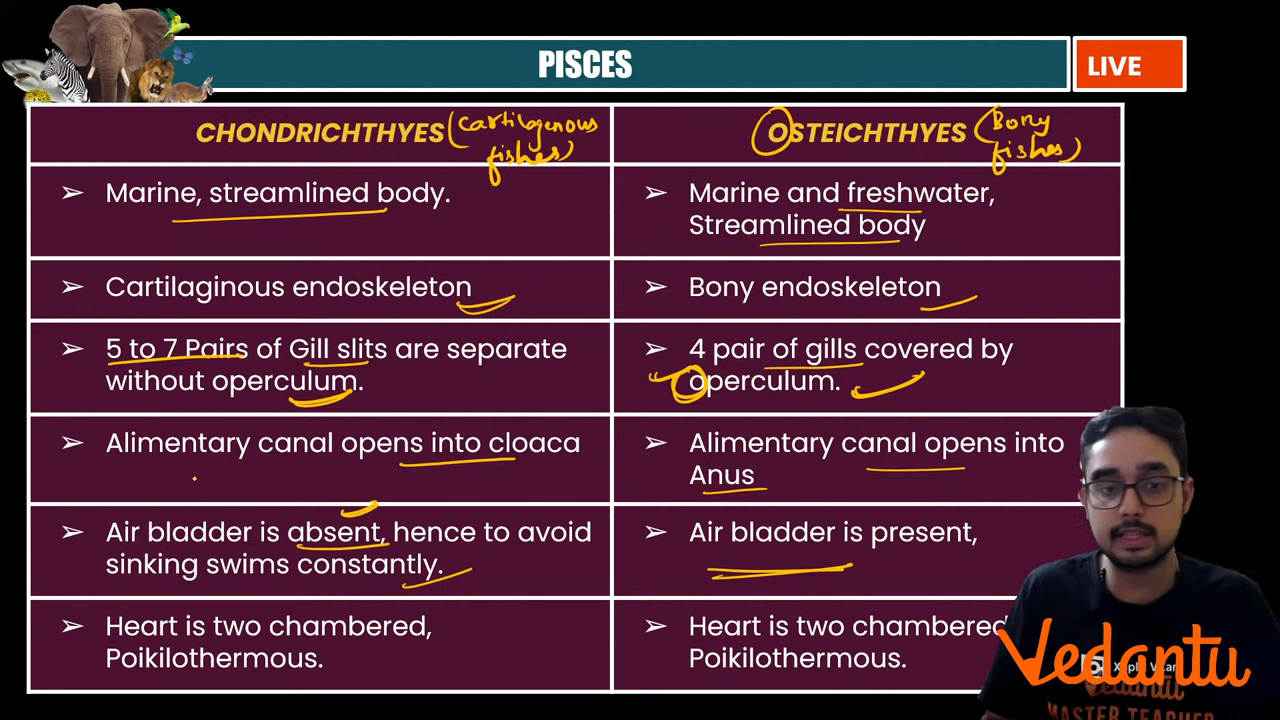 PISCES
LIVE
CHONDRICHTHYES (Cartilagenous
fishes)
OSTEICHTHYES (Bony
fishes)
➢ Marine, streamlined body.
➢ Marine and freshwater,
Streamlined body
➢ Cartilaginous endoskeleton
➢ Bony endoskeleton
➢ 5 to 7 Pairs of Gill slits are separate
without operculum.
➢ 4 pair of gills covered by
operculum.
➢ Alimentary canal opens into cloaca
➢ Alimentary canal opens into
Anus
➢ Air bladder is absent, hence to avoid
sinking swims constantly.
➢ Air bladder is present,
➢ Heart is two chambered,
Poikilothermous.
➢ Heart is two chambered
Poikilothermous.
Vedantu
Vedantu
MASTER TEACHER